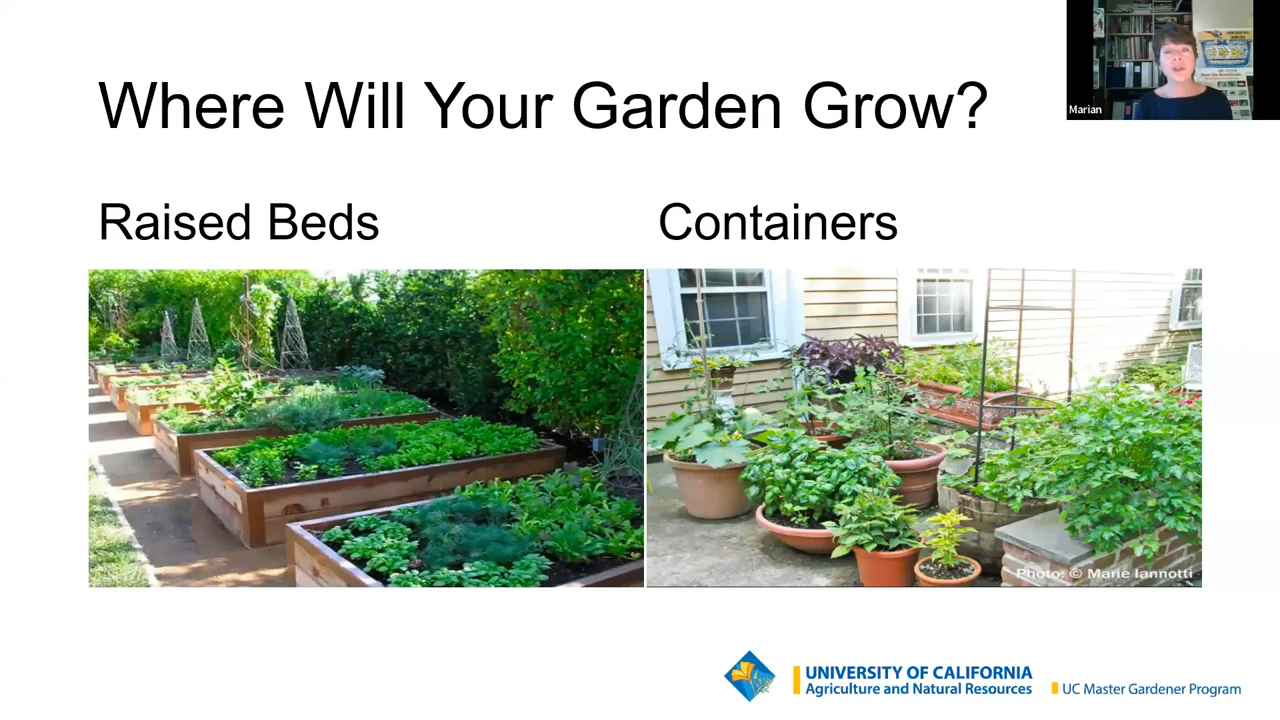 Where Will Your Garden Grow?
Marian
Raised Beds
Containers
Photo: © Marie Iannotti
UNIVERSITY OF CALIFORNIA
Agriculture and Natural Resources
UC Master Gardener Program